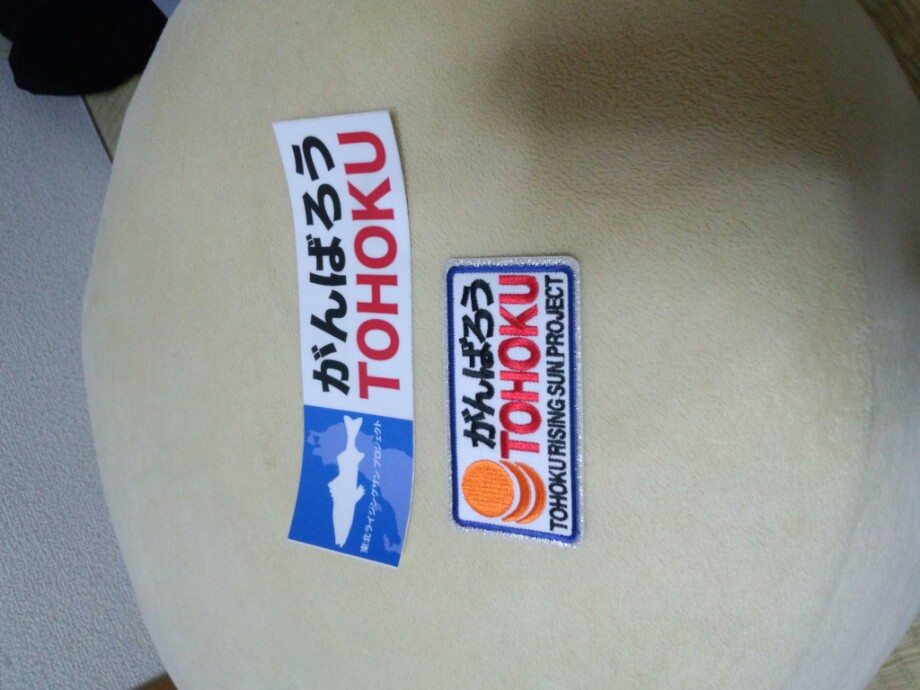 がんばろう
TOHOKU
東北ライジングサン プロジェクト
がんばろう
TOHOKU
TOHOKU RISING SUN PROJECT